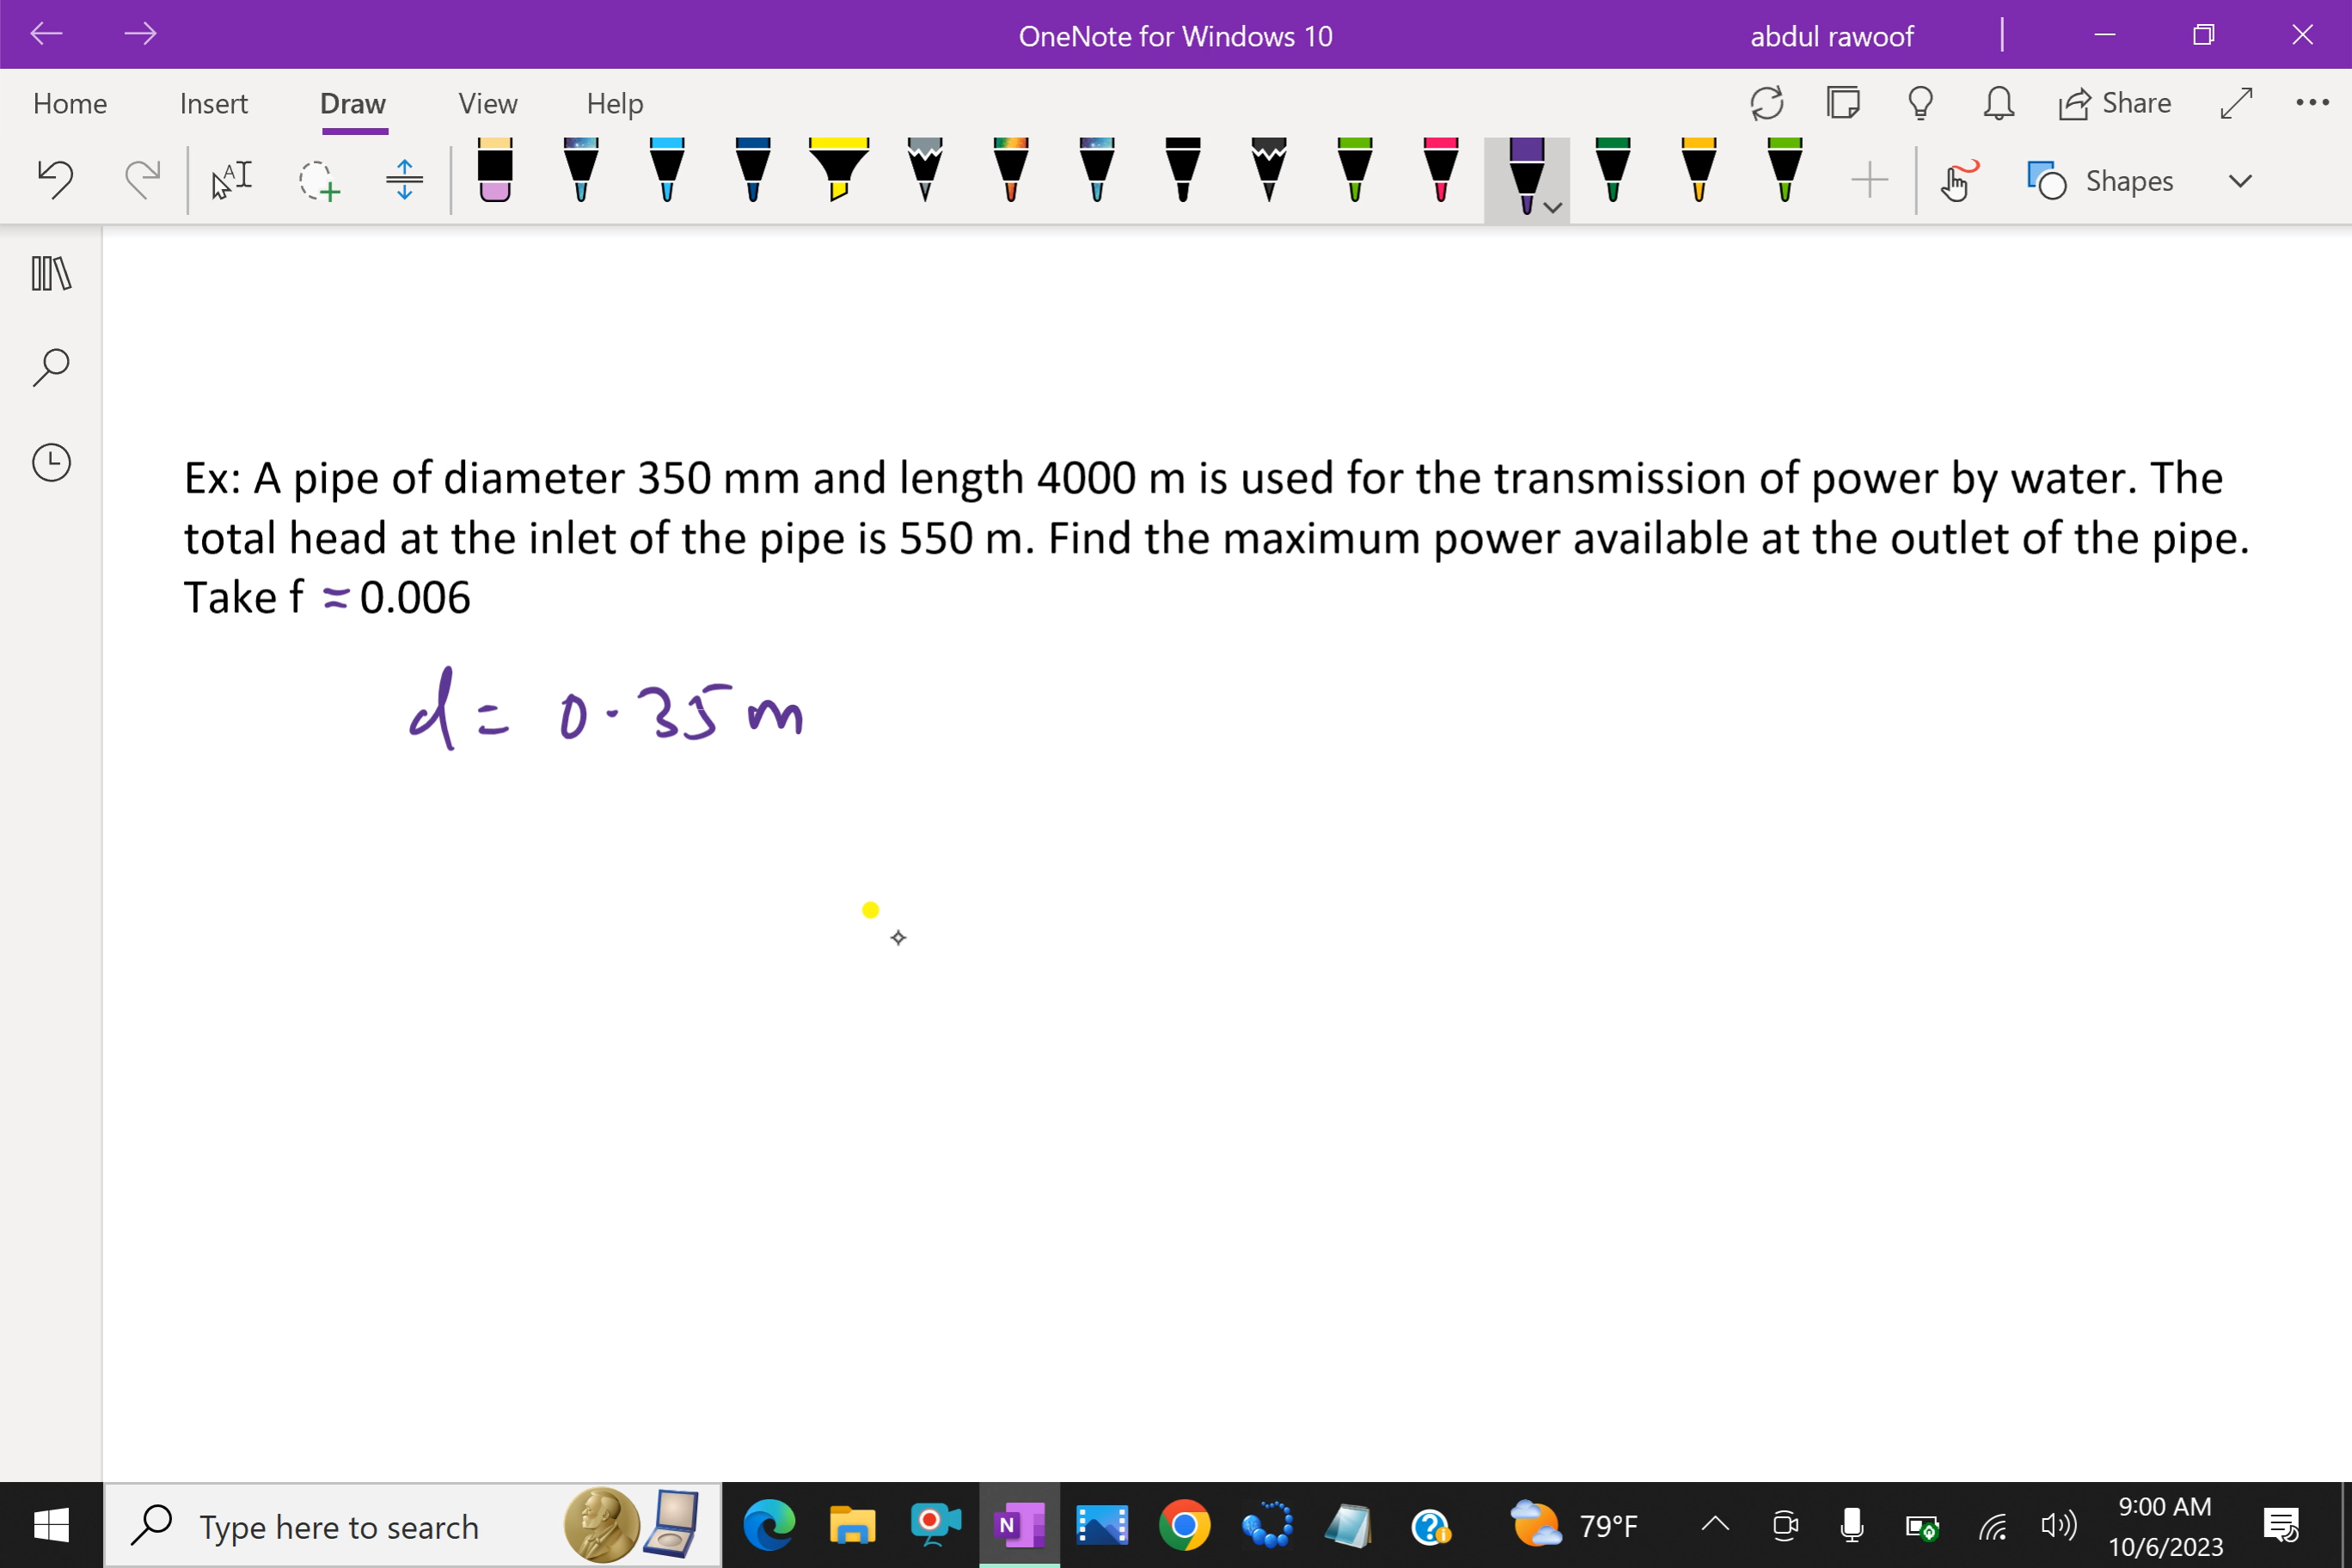 OneNote for Windows 10
abdul rawoof
Home Insert Draw View Help
Share
Shapes
Ex: A pipe of diameter 350 mm and length 4000 m is used for the transmission of power by water. The
total head at the inlet of the pipe is 550 m. Find the maximum power available at the outlet of the pipe.
Take f = 0.006
d = 0.35 m
Type here to search
79°F
9:00 AM
10/6/2023